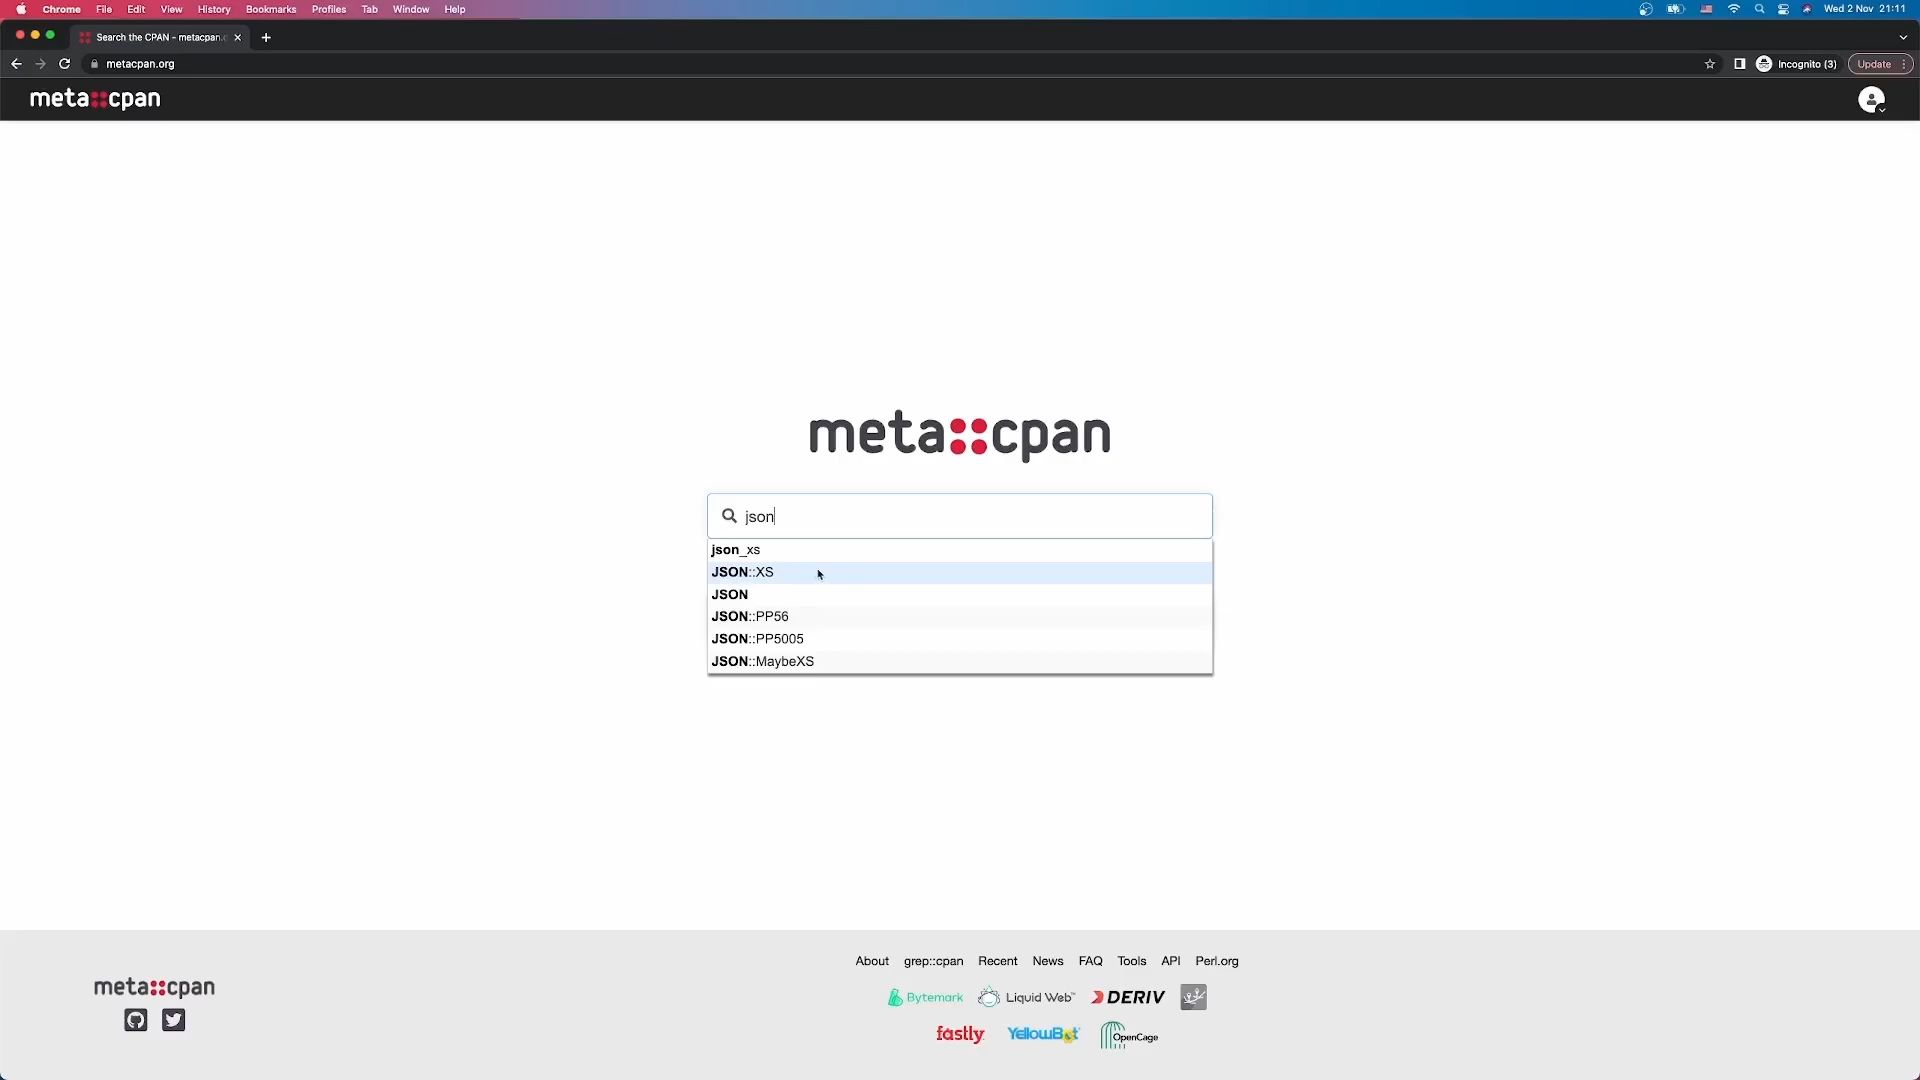 Chrome File Edit View History Bookmarks Profiles Tab Window Help Wed 2 Nov 21:11
Search the CPAN - metacpan.o
metacpan.org Incognito (3) Update
meta::cpan
meta::cpan
json
json_xs
JSON::XS
JSON
JSON::PP56
JSON::PP5005
JSON::MaybeXS
About grep::cpan Recent News FAQ Tools API Perl.org
meta::cpan
Bytemark Liquid Web™ DERIV
fastly YellowBot OpenCage